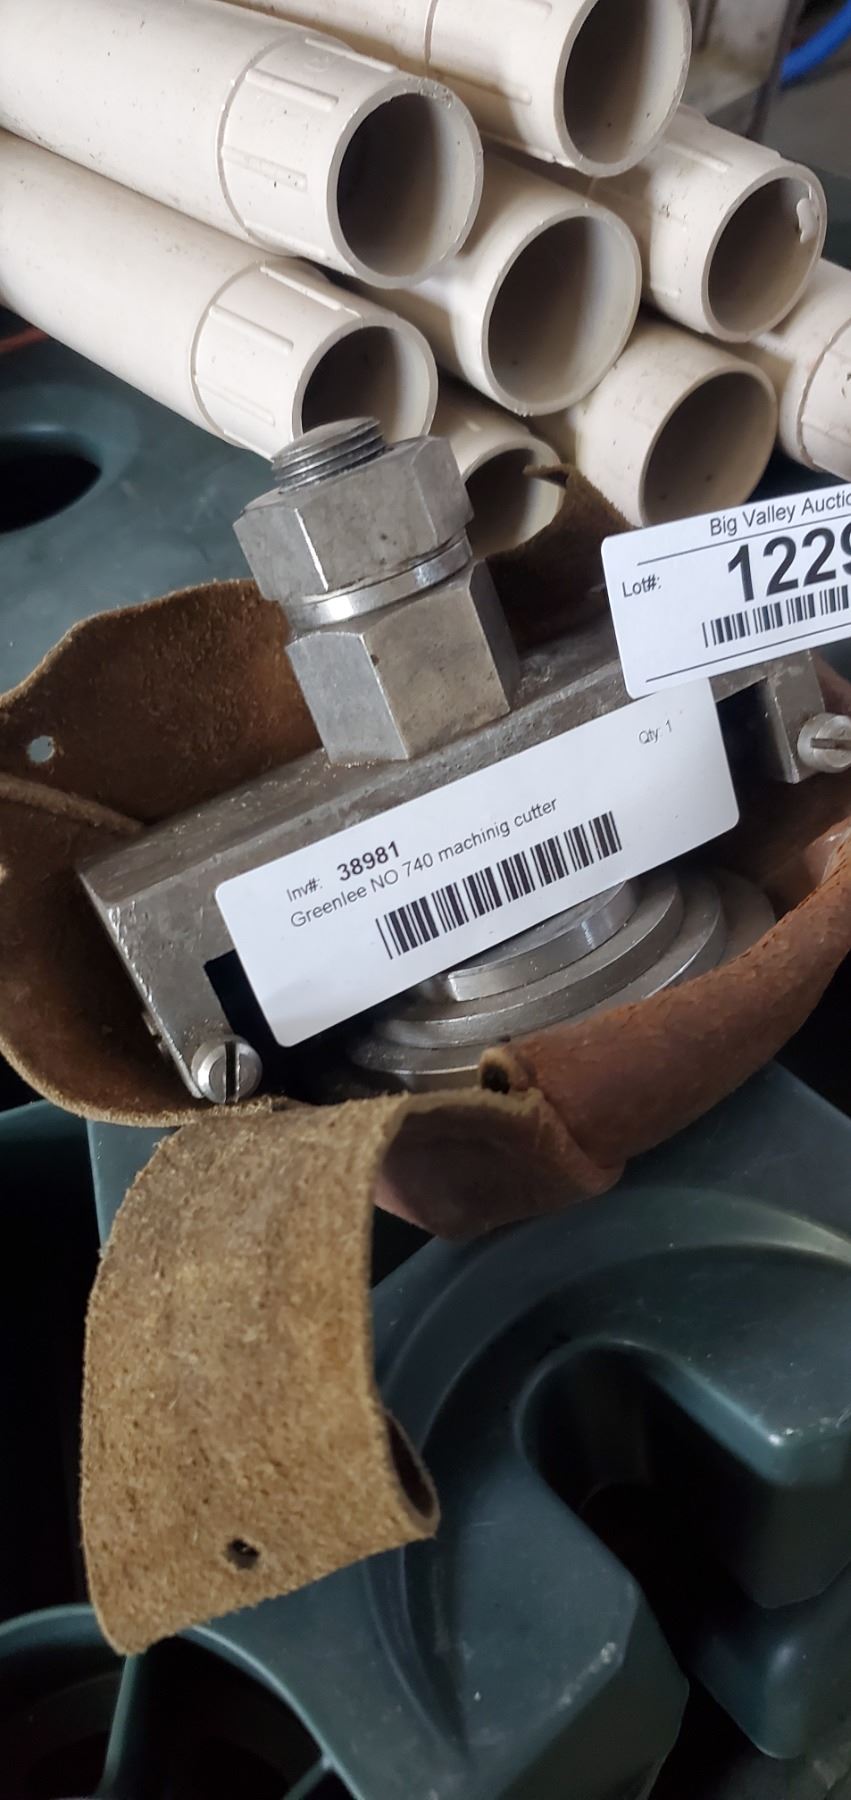 Big Valley Auctio
Lot#: 1229
Qty: 1
Inv#: 38981
Greenlee NO 740 machinig cutter